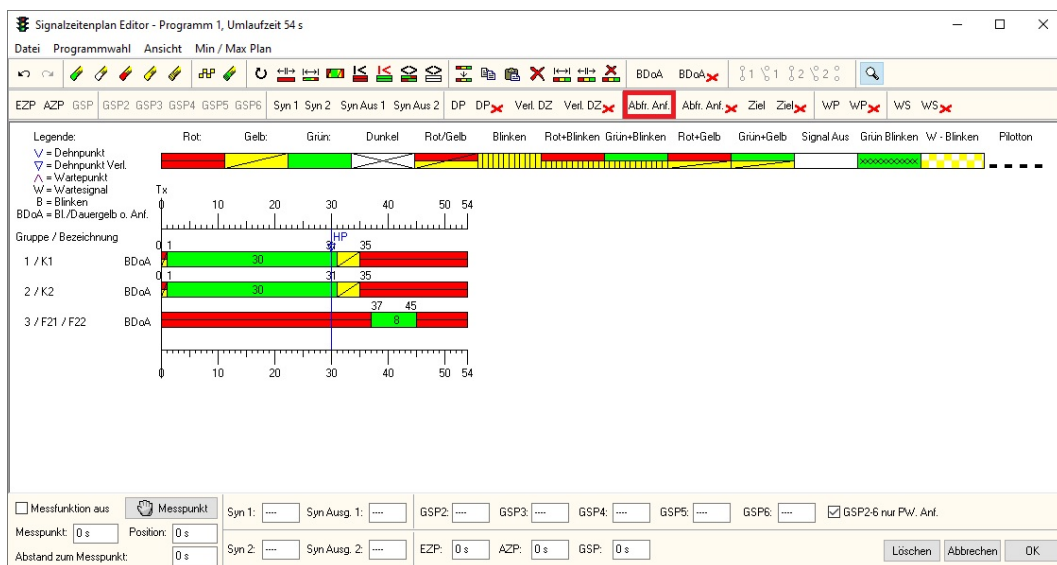 Signalzeitenplan Editor - Programm 1, Umlaufzeit 54 s
Datei Programmwahl Ansicht Min / Max Plan
BDoA BDoA 1 1 2 2
EZP AZP GSP GSP2 GSP3 GSP4 GSP5 GSP6 Syn 1 Syn 2 Syn Aus 1 Syn Aus 2 DP DP Verl. DZ Verl. DZ Abfr. Anf. Abfr. Anf. Ziel Ziel WP WP WS WS
Legende: Rot: Gelb: Grün: Dunkel Rot/Gelb Blinken Rot+Blinken Grün+Blinken Rot+Gelb Grün+Gelb Signal Aus Grün Blinken W - Blinken Pilotton
V = Dehnpunkt
∇ = Dehnpunkt Verl.
Λ = Wartepunkt
W = Wartesignal
B = Blinken
BDoA = Bl./Dauergelb o. Anf.
Tx
0 10 20 30 40 50 54
Gruppe / Bezeichnung
HP
0 1 31 35
1 / K1 BDoA 30
0 1 31 35
2 / K2 BDoA 30
37 45
3 / F21 / F22 BDoA 8
0 10 20 30 40 50 54
Messfunktion aus Messpunkt Syn 1: ---- Syn Ausg. 1: ---- GSP2: ---- GSP3: ---- GSP4: ---- GSP5: ---- GSP6: ---- GSP2-6 nur PW. Anf.
Messpunkt: 0 s Position: 0 s
Abstand zum Messpunkt: 0 s Syn 2: ---- Syn Ausg. 2: ---- EZP: 0 s AZP: 0 s GSP: 0 s Löschen Abbrechen OK